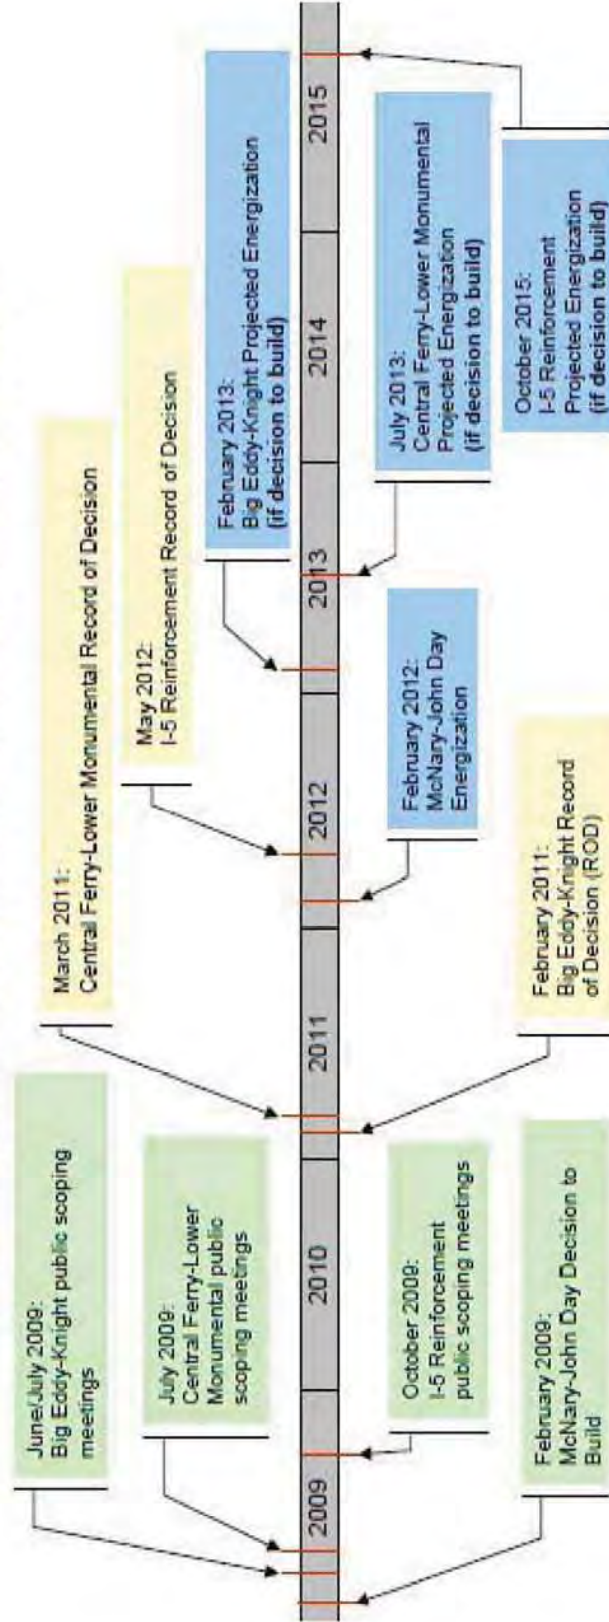 June/July 2009:
Big Eddy-Knight public scoping
meetings
July 2009:
Central Ferry-Lower
Monumental public
scoping meetings
March 2011:
Central Ferry-Lower Monumental Record of Decision
May 2012:
I-5 Reinforcement Record of Decision
February 2013:
Big Eddy-Knight Projected Energization
(if decision to build)
2009
2010
2011
2012
2013
2014
2015
February 2009:
McNary-John Day Decision to
Build
October 2009:
I-5 Reinforcement
public scoping meetings
February 2011:
Big Eddy-Knight Record
of Decision (ROD)
February 2012:
McNary-John Day
Energization
July 2013:
Central Ferry-Lower Monumental
Projected Energization
(if decision to build)
October 2015:
I-5 Reinforcement
Projected Energization
(if decision to build)